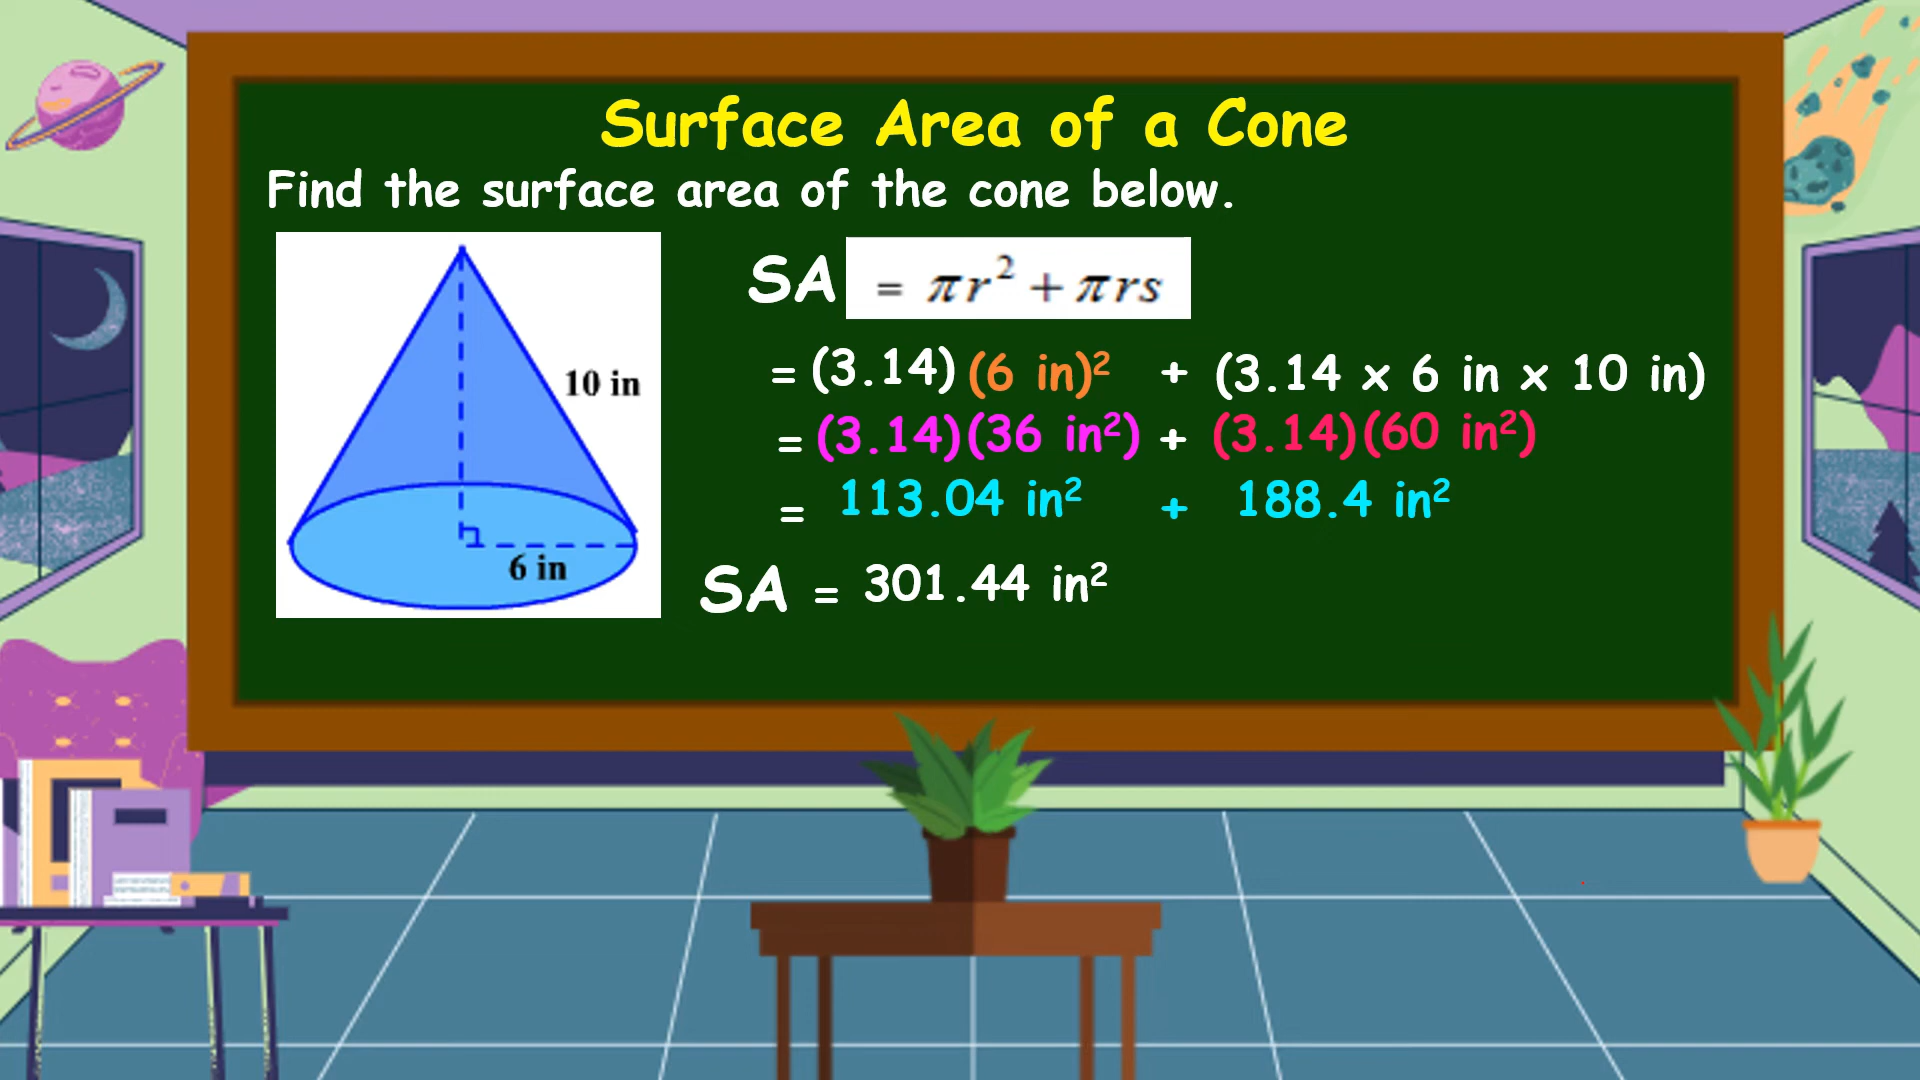 Surface Area of a Cone
Find the surface area of the cone below.
10 in
6 in
SA = πr² + πrs
= (3.14) (6 in)² + (3.14 x 6 in x 10 in)
= (3.14)(36 in²) + (3.14)(60 in²)
= 113.04 in² + 188.4 in²
SA = 301.44 in²